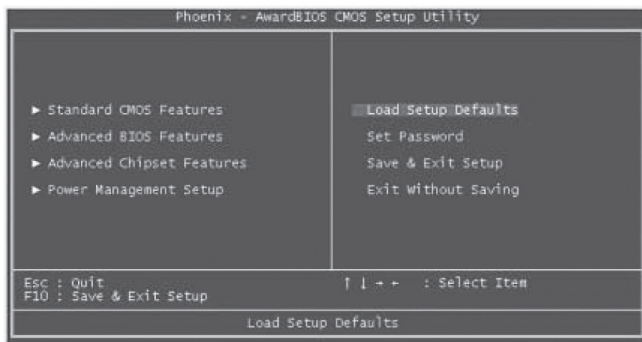 Phoenix - AwardBIOS CMOS Setup Utility
► Standard CMOS Features
► Advanced BIOS Features
► Advanced Chipset Features
► Power Management Setup
Load Setup Defaults
Set Password
Save & Exit Setup
Exit Without Saving
Esc : Quit
F10 : Save & Exit Setup
↑ ↓ → ← : Select Item
Load Setup Defaults